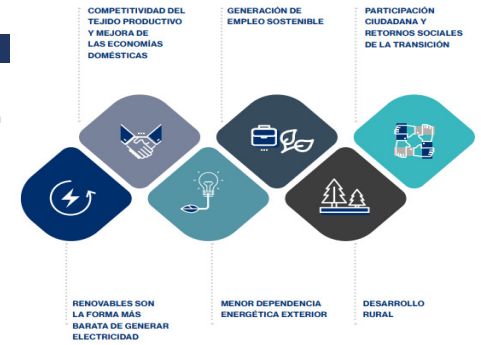 COMPETITIVIDAD DEL
TEJIDO PRODUCTIVO
Y MEJORA DE
LAS ECONOMÍAS
DOMÉSTICAS
GENERACIÓN DE
EMPLEO SOSTENIBLE
PARTICIPACIÓN
CIUDADANA Y
RETORNOS SOCIALES
DE LA TRANSICIÓN
RENOVABLES SON
LA FORMA MÁS
BARATA DE GENERAR
ELECTRICIDAD
MENOR DEPENDENCIA
ENERGÉTICA EXTERIOR
DESARROLLO
RURAL